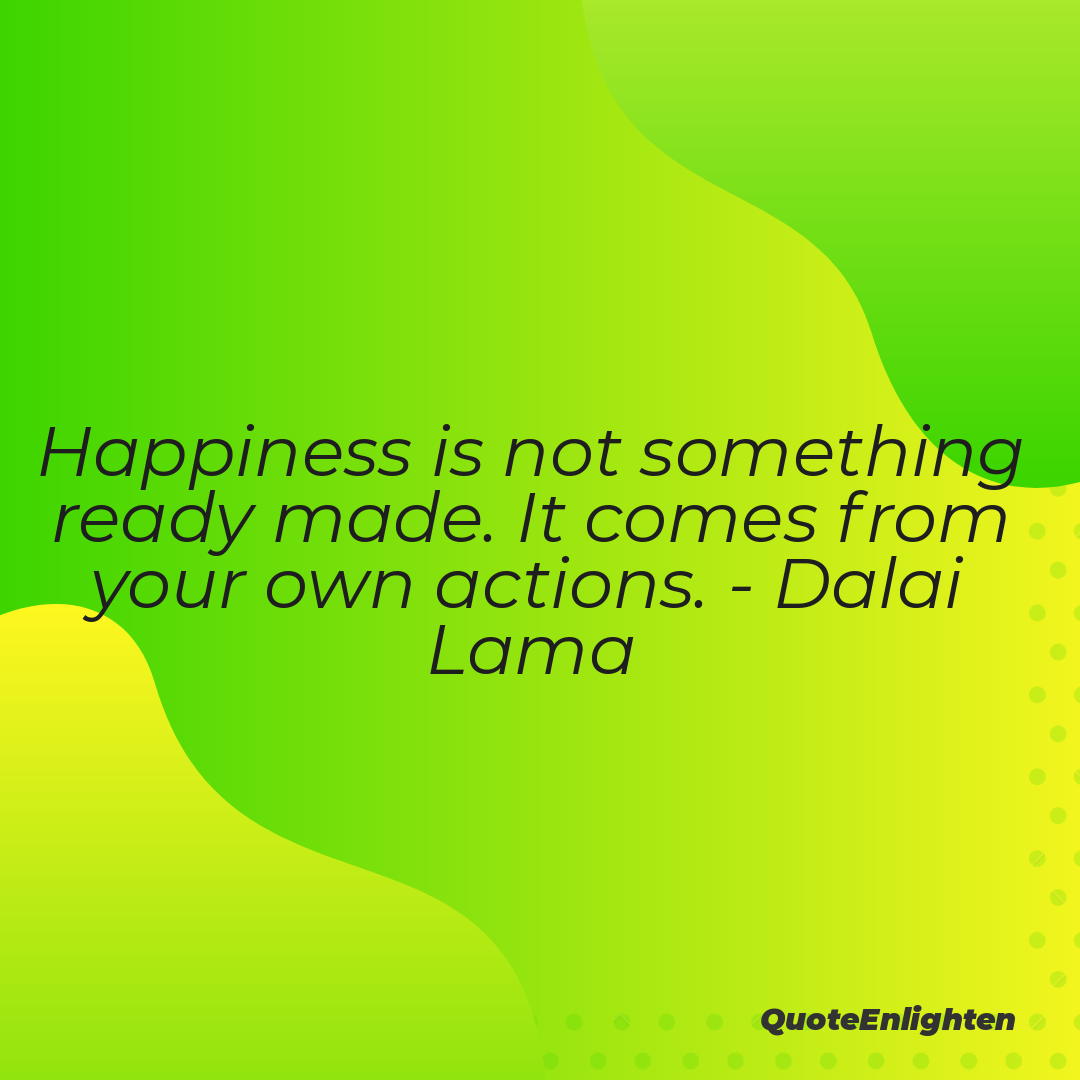 Happiness is not something
ready made. It comes from
your own actions. - Dalai
Lama
QuoteEnlighten